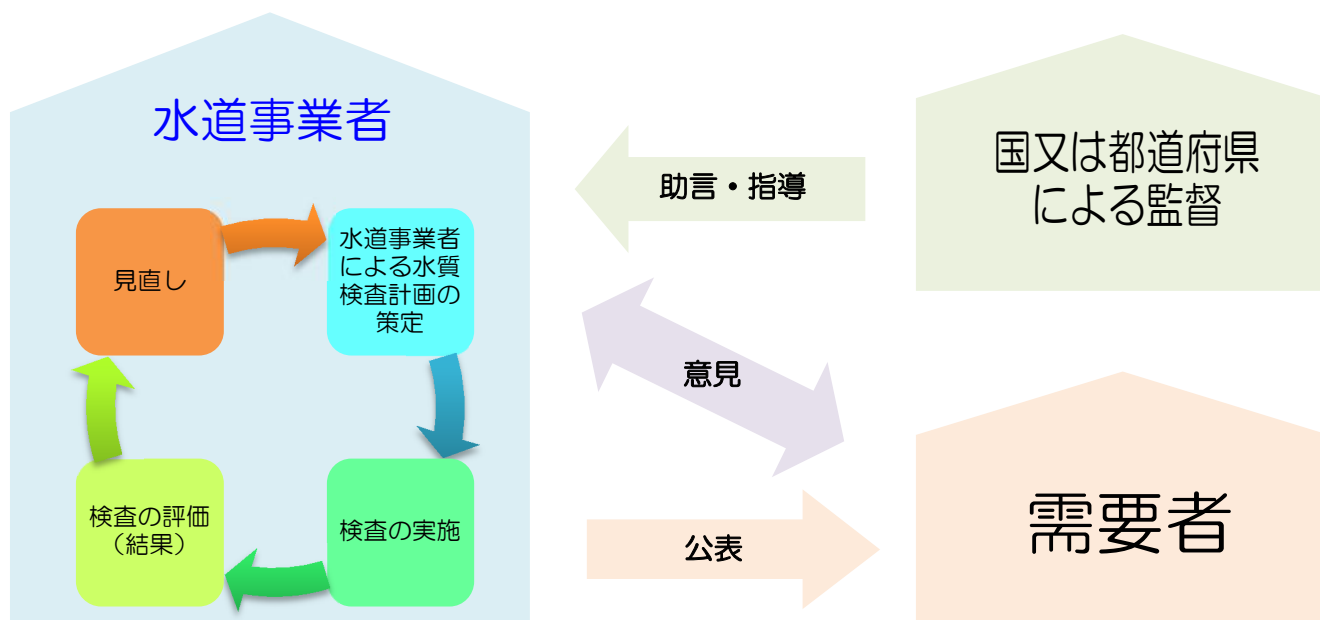 水道事業者
見直し
水道事業者
による水質
検査計画の
策定
検査の評価
（結果）
検査の実施
助言・指導
意見
公表
国又は都道府県
による監督
需要者